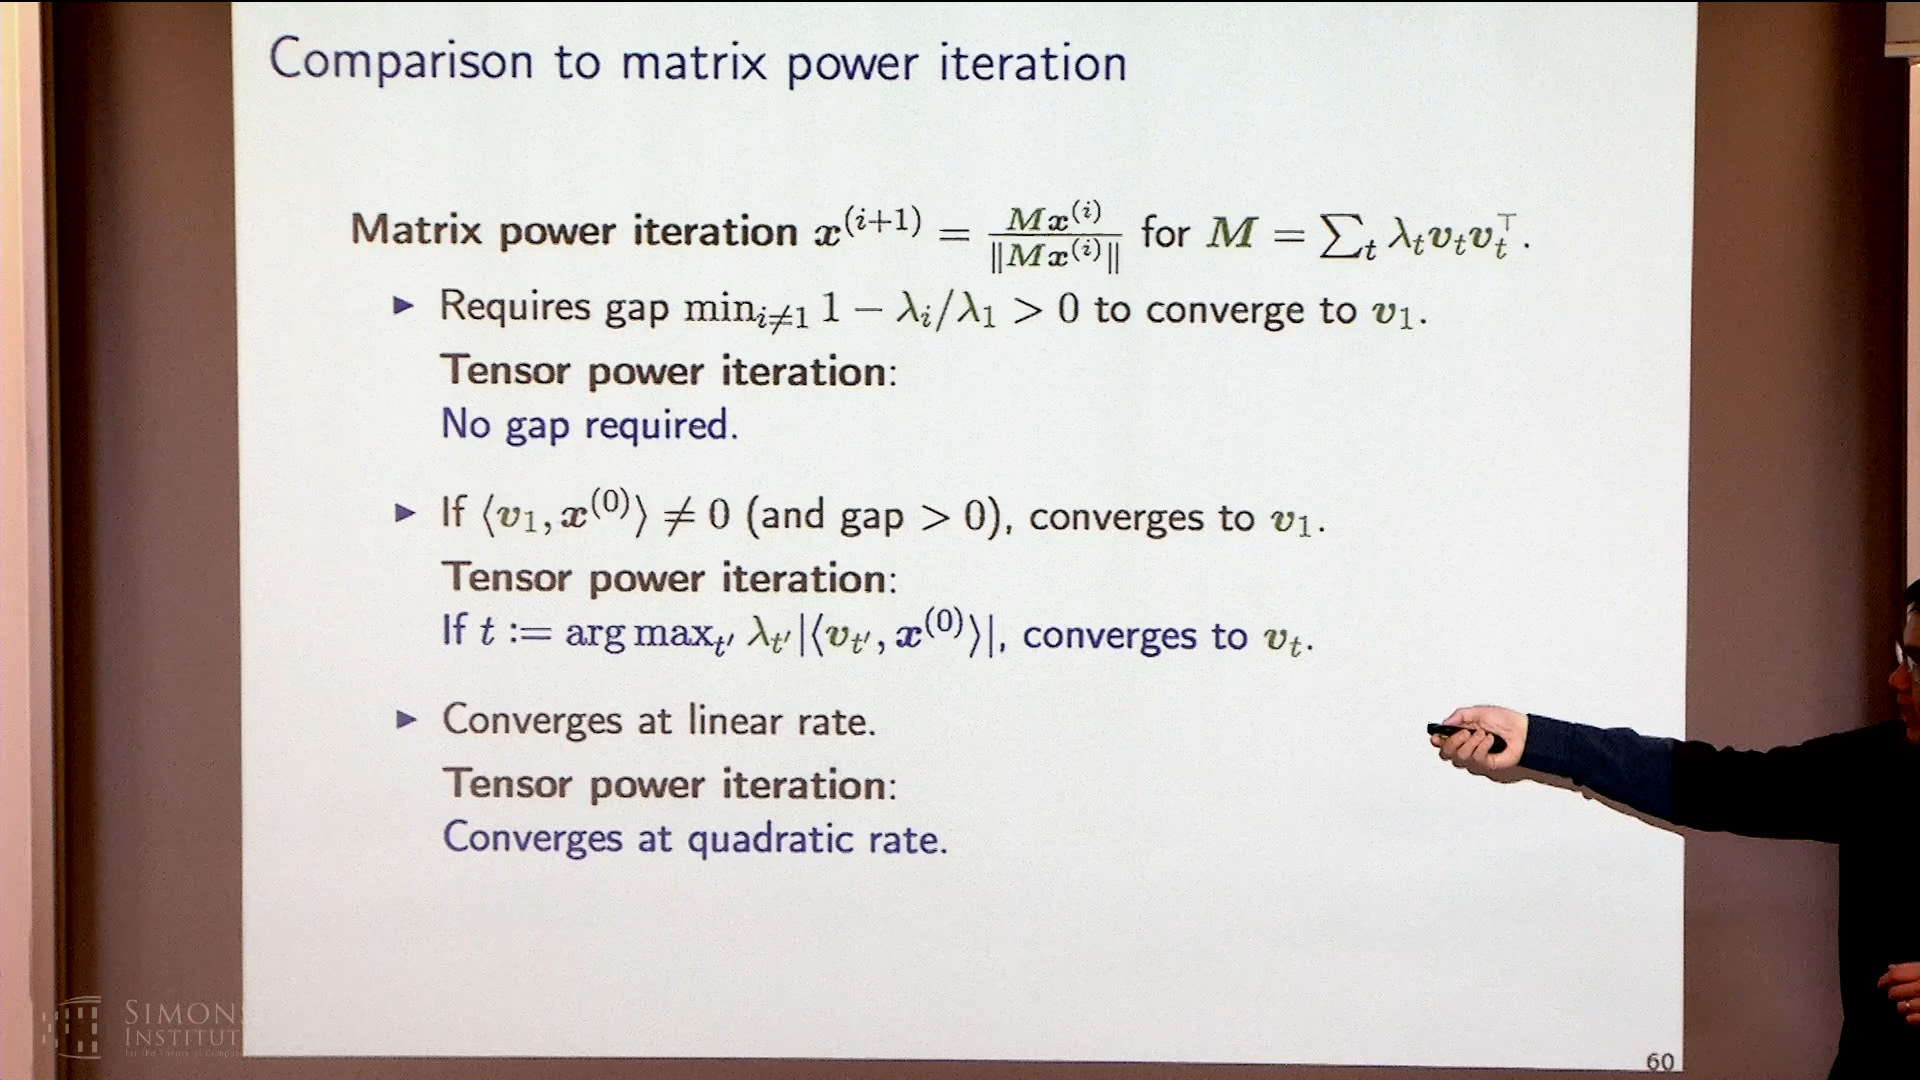 Comparison to matrix power iteration
Matrix power iteration x^(i+1) = Mx^(i) / ‖Mx^(i)‖ for M = ∑_t λ_t v_t v_t^⊤.
▶ Requires gap min_{i≠1} 1 − λ_i/λ_1 > 0 to converge to v_1.
Tensor power iteration:
No gap required.
▶ If ⟨v_1, x^(0)⟩ ≠ 0 (and gap > 0), converges to v_1.
Tensor power iteration:
If t := arg max_{t′} λ_{t′} |⟨v_{t′}, x^(0)⟩|, converges to v_t.
▶ Converges at linear rate.
Tensor power iteration:
Converges at quadratic rate.
SIMONS
INSTITUT
60